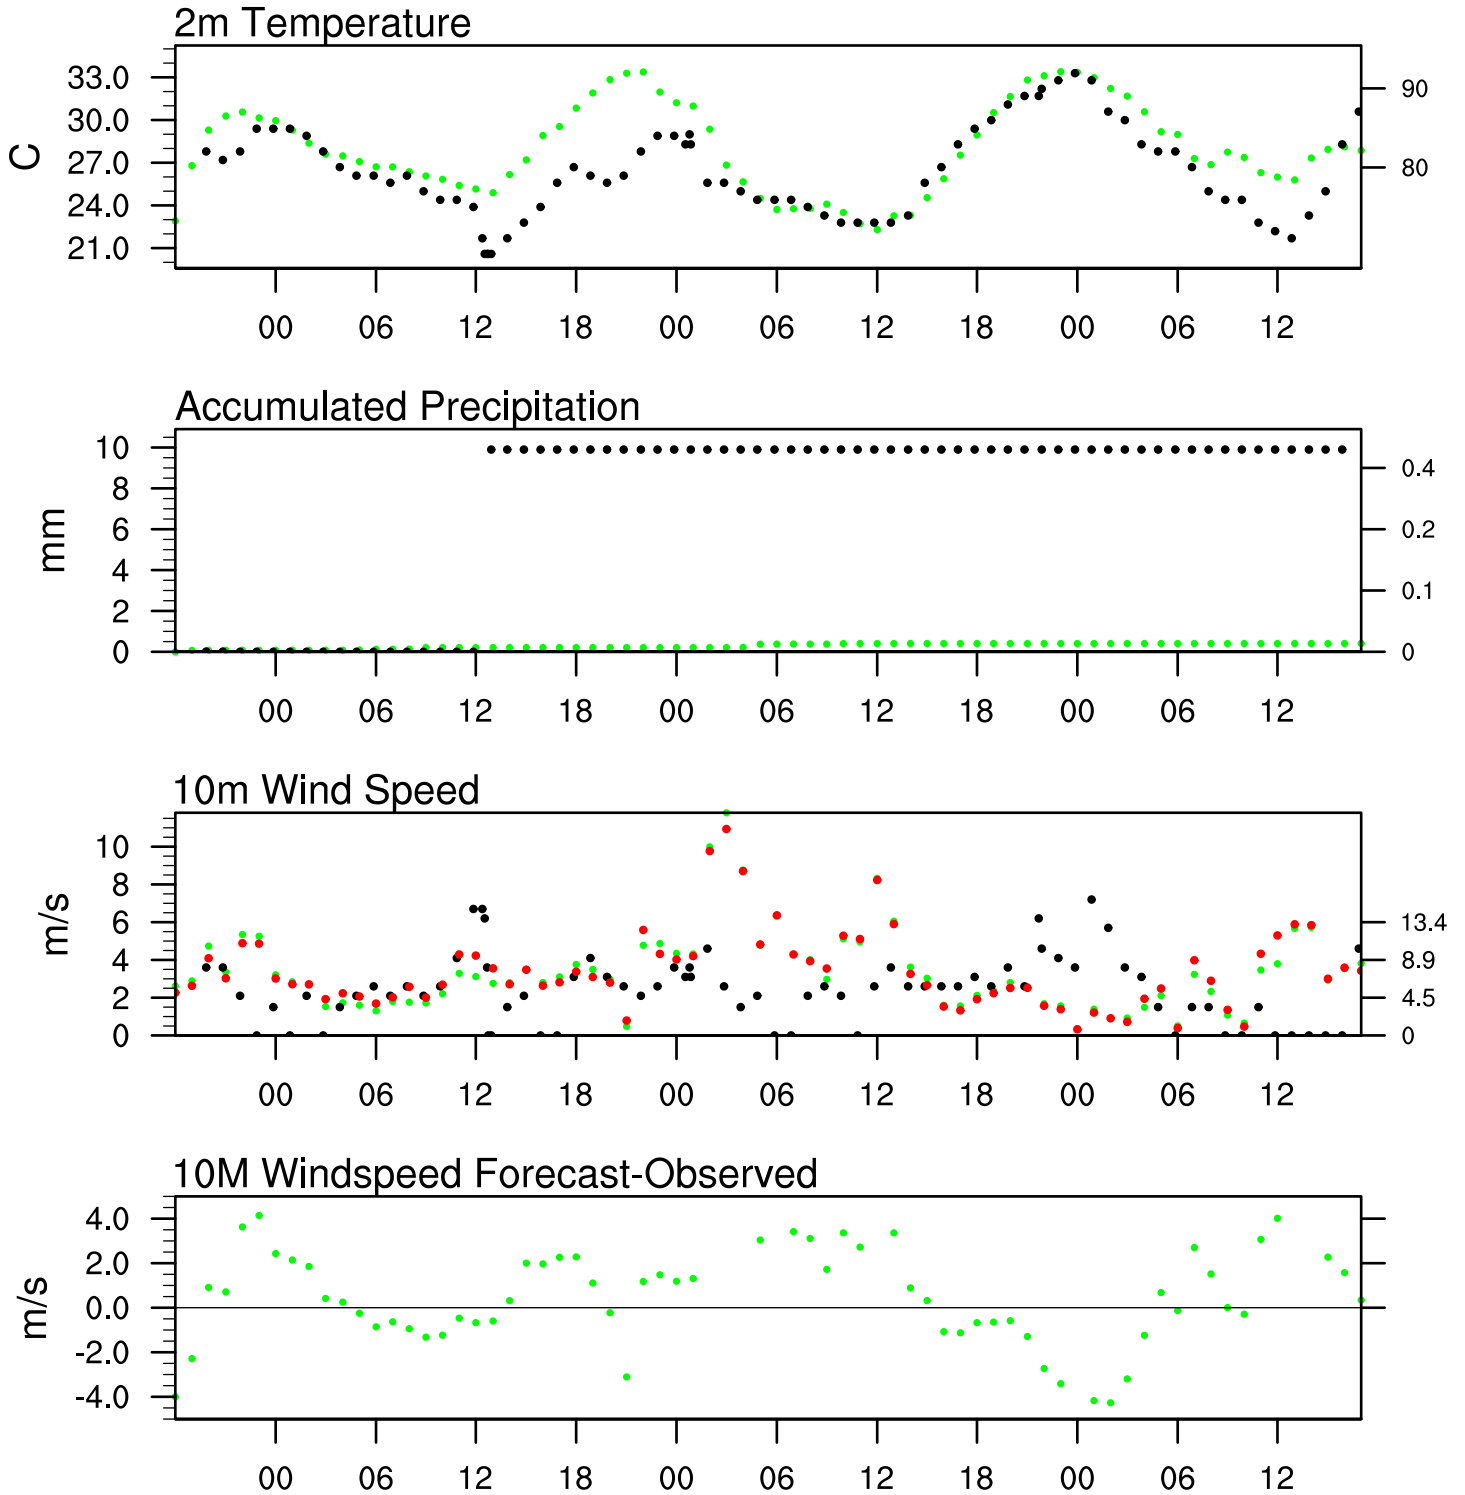 2m Temperature
33.0
30.0
27.0
24.0
21.0
C
90
80
00 06 12 18 00 06 12 18 00 06 12
Accumulated Precipitation
10
8
6
4
2
0
mm
0.4
0.2
0.1
0
00 06 12 18 00 06 12 18 00 06 12
10m Wind Speed
10
8
6
4
2
0
m/s
13.4
8.9
4.5
0
00 06 12 18 00 06 12 18 00 06 12
10M Windspeed Forecast-Observed
4.0
2.0
0.0
-2.0
-4.0
m/s
00 06 12 18 00 06 12 18 00 06 12